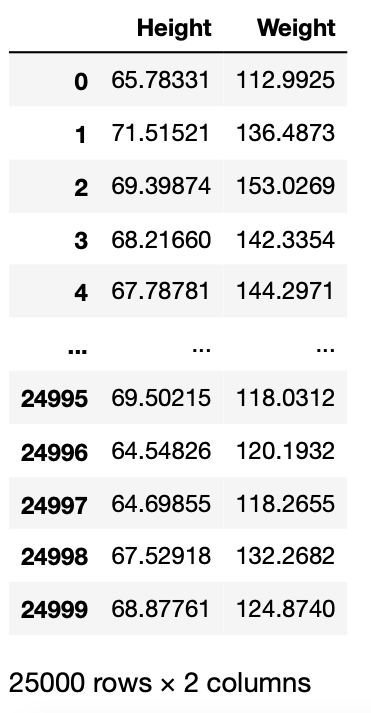 Height Weight
0 65.78331 112.9925
1 71.51521 136.4873
2 69.39874 153.0269
3 68.21660 142.3354
4 67.78781 144.2971
... ... ...
24995 69.50215 118.0312
24996 64.54826 120.1932
24997 64.69855 118.2655
24998 67.52918 132.2682
24999 68.87761 124.8740
25000 rows × 2 columns